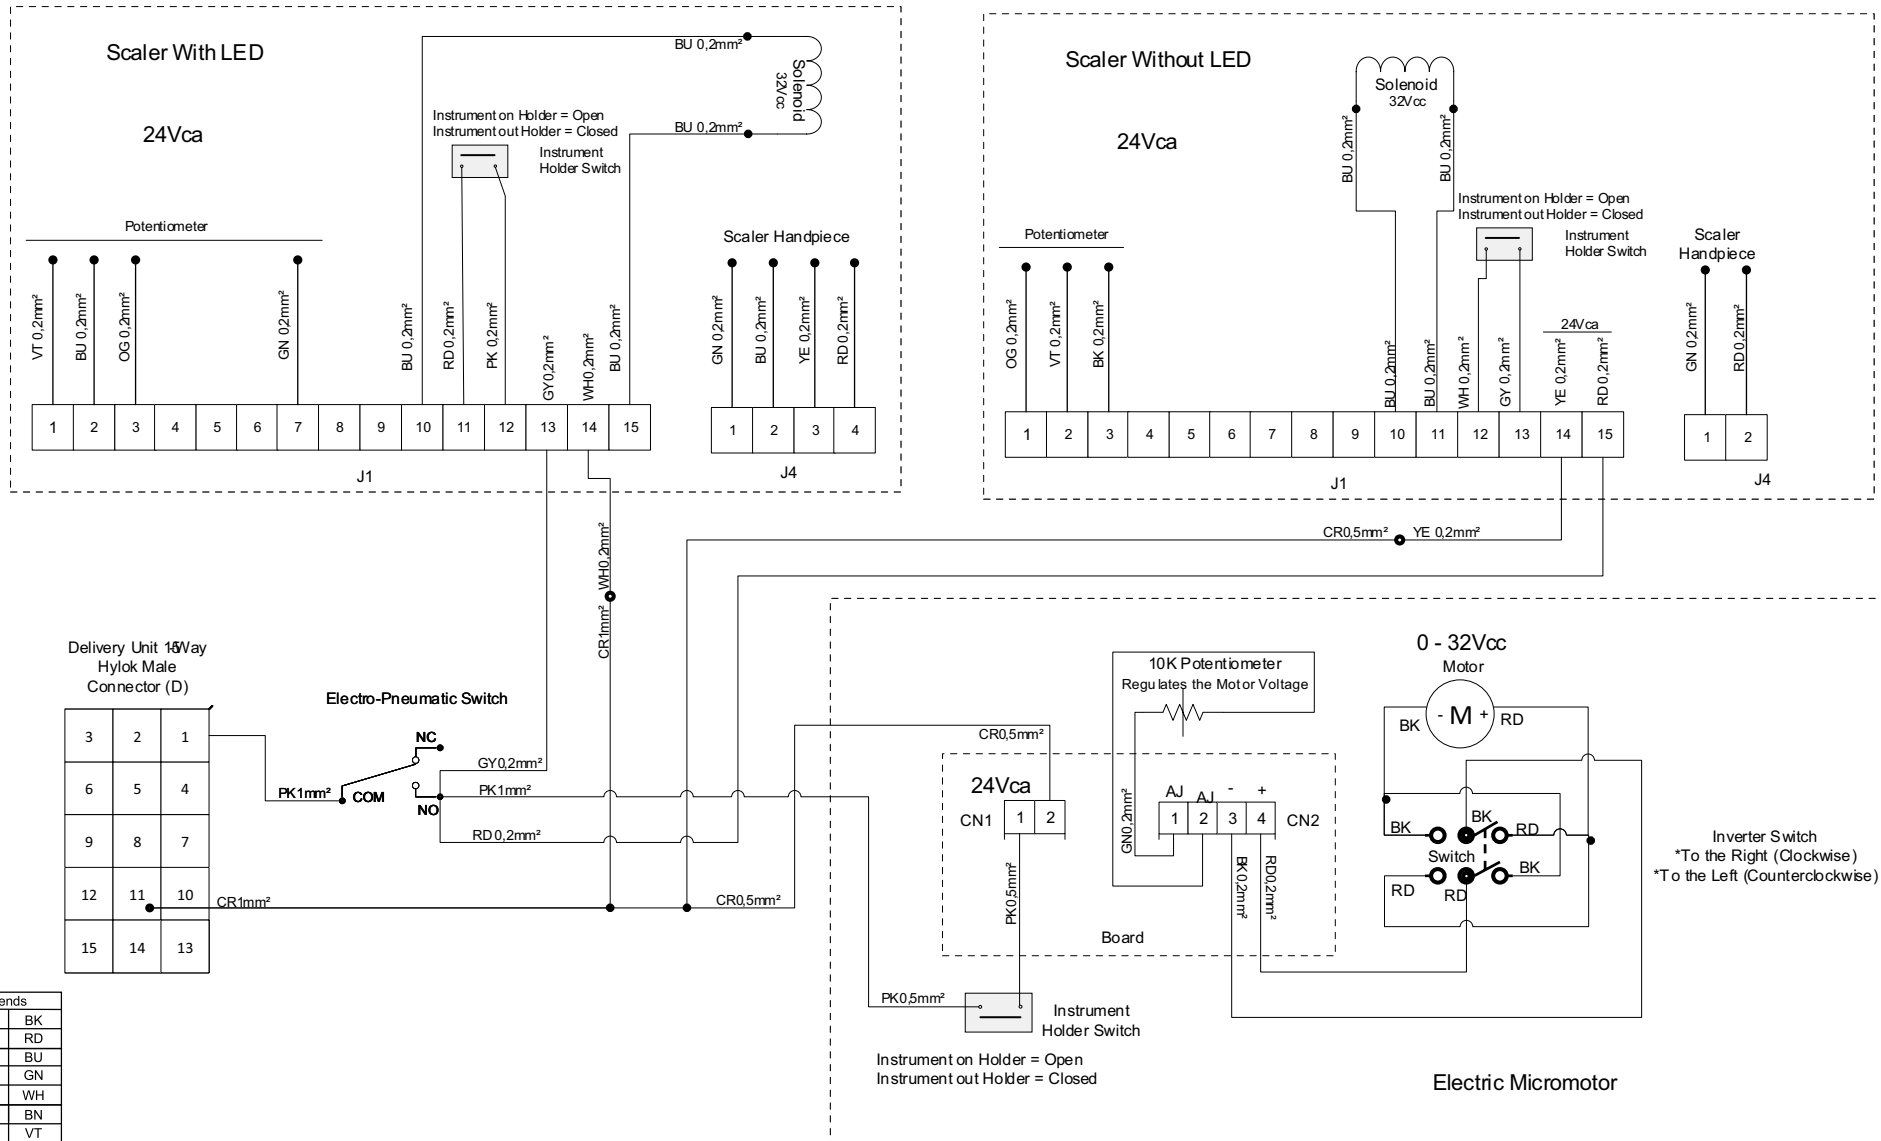 Scaler With LED
24Vca
BU 0,2mm²
Solenoid
32Vcc
BU 0,2mm²
Instrument on Holder = Open
Instrument out Holder = Closed
Instrument
Holder Switch
Potentiometer
VT 0,2mm²
BU 0,2mm²
OG 0,2mm²
GN 0,2mm²
BU 0,2mm²
RD 0,2mm²
PK 0,2mm²
GY0,2mm²
WH0,2mm²
BU 0,2mm²
1 2 3 4 5 6 7 8 9 10 11 12 13 14 15
J1
Scaler Handpiece
GN 0,2mm²
BU 0,2mm²
YE 0,2mm²
RD 0,2mm²
1 2 3 4
J4
Scaler Without LED
24Vca
Solenoid
32Vcc
BU 0,2mm²
BU 0,2mm²
Instrument on Holder = Open
Instrument out Holder = Closed
Instrument
Holder Switch
Potentiometer
OG 0,2mm²
VT 0,2mm²
BK 0,2mm²
BU 0,2mm²
BU 0,2mm²
WH 0,2mm²
GY 0,2mm²
24Vca
YE 0,2mm²
RD 0,2mm²
1 2 3 4 5 6 7 8 9 10 11 12 13 14 15
J1
Scaler
Handpiece
GN 0,2mm²
RD 0,2mm²
1 2
J4
CR0,5mm² YE 0,2mm²
WH0,2mm²
CR1mm²
Delivery Unit Way
Hylok Male
Connector (D)
3 2 1
6 5 4
9 8 7
12 11 10
15 14 13
Electro-Pneumatic Switch
NC
PK1mm² COM
NO
GY0,2mm²
PK1mm²
RD 0,2mm²
CR1mm²
CR0,5mm²
CR0,5mm²
24Vca
CN1 1 2
PK0,5mm²
10K Potentiometer
Regulates the Motor Voltage
GN0,2mm²
AJ AJ - +
1 2 3 4 CN2
BK0,2mm²
RD0,2mm²
Board
PK0,5mm²
Instrument
Holder Switch
Instrument on Holder = Open
Instrument out Holder = Closed
0 - 32Vcc
Motor
BK - M + RD
BK BK RD
Switch
RD RD BK
Inverter Switch
*To the Right (Clockwise)
*To the Left (Counterclockwise)
Electric Micromotor
ends
BK
RD
BU
GN
WH
BN
VT